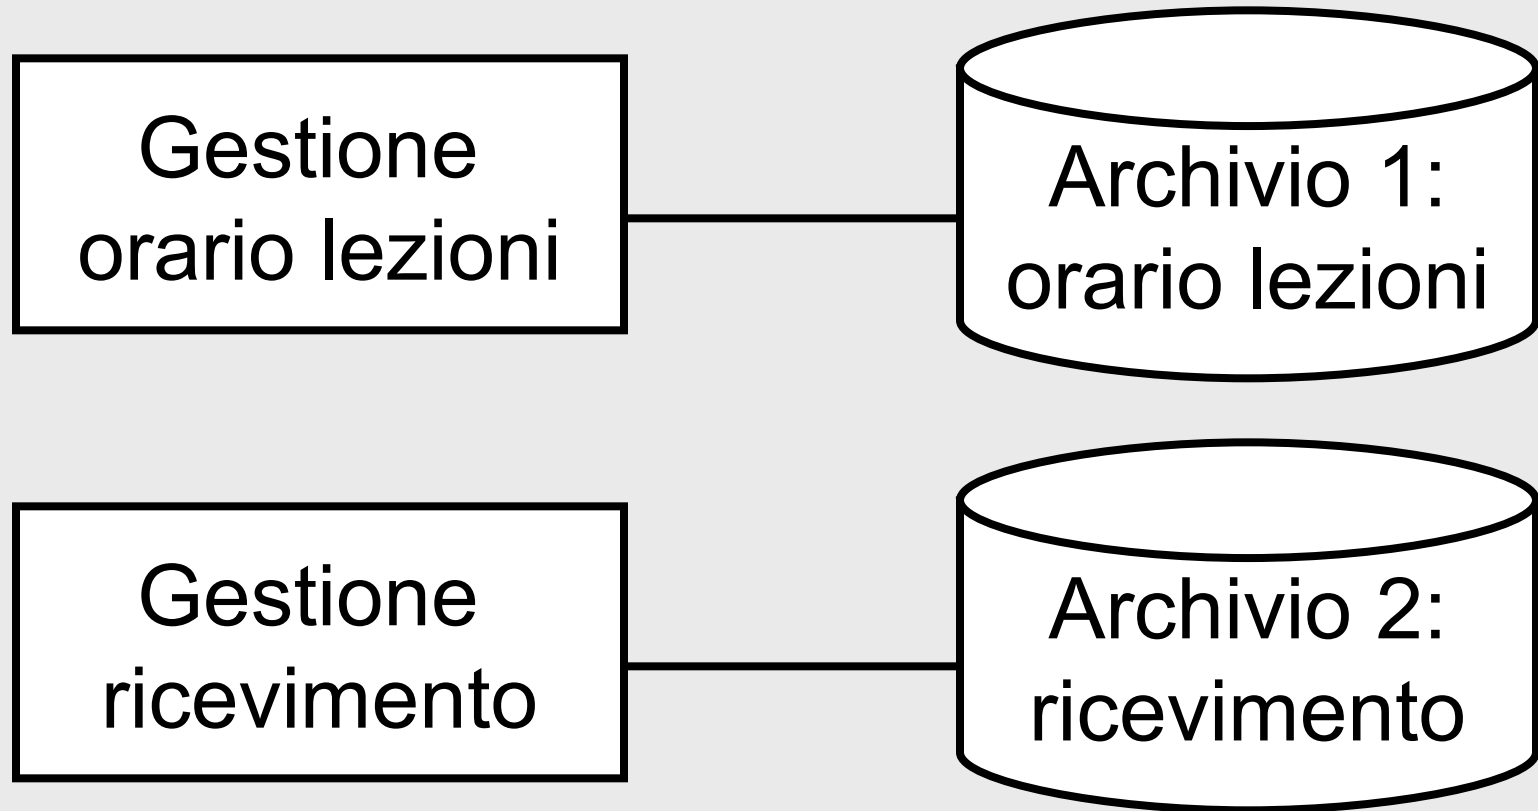 Gestione
orario lezioni
Archivio 1:
orario lezioni
Gestione
ricevimento
Archivio 2:
ricevimento